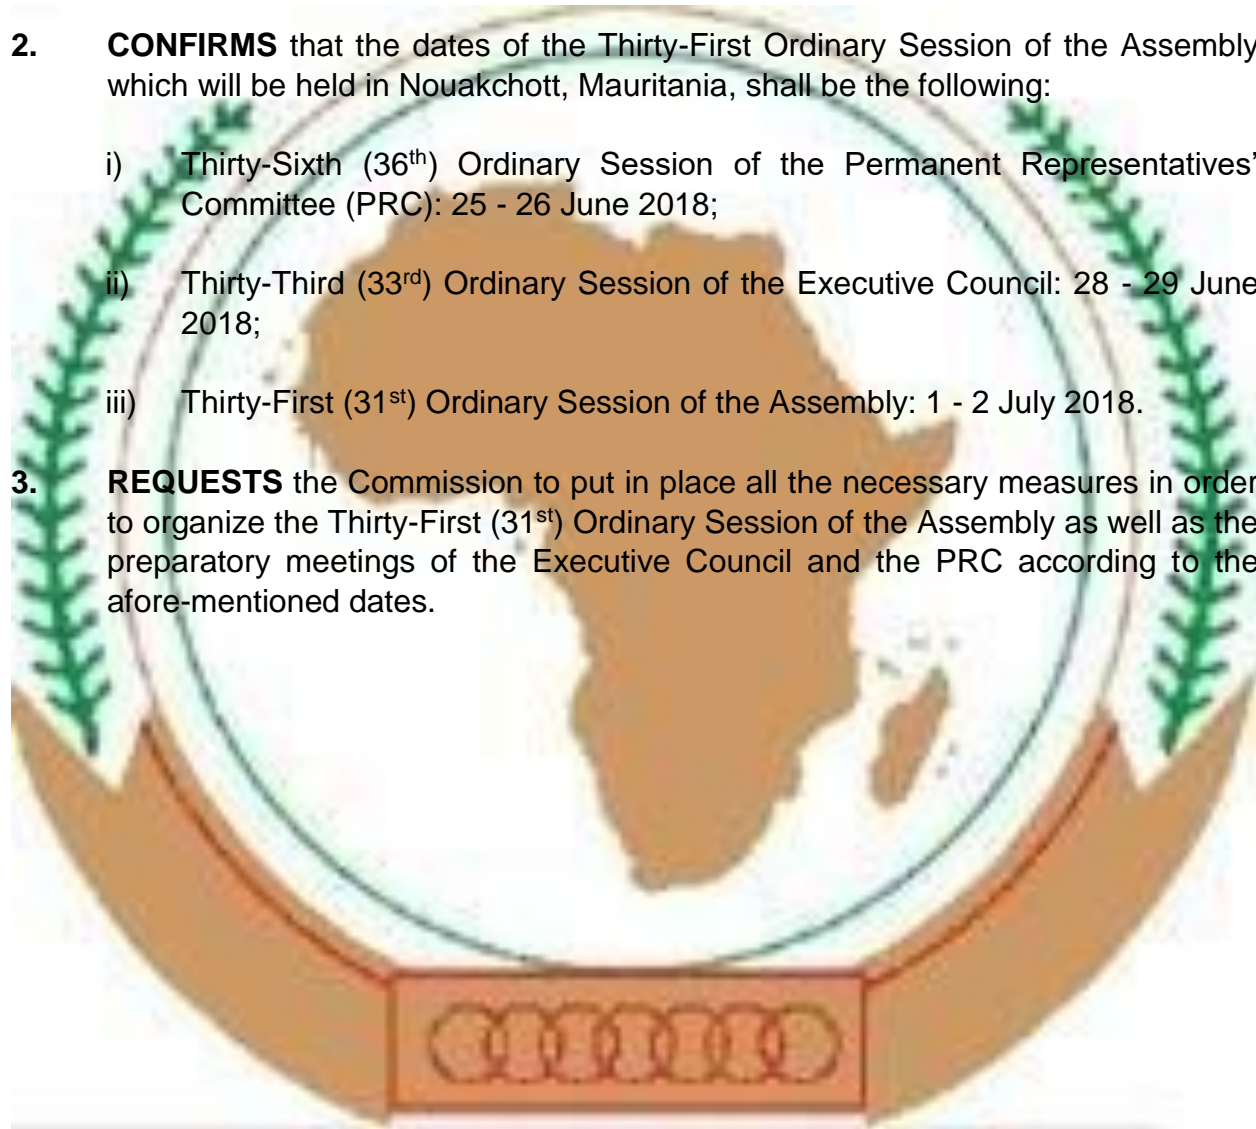 2. CONFIRMS that the dates of the Thirty-First Ordinary Session of the Assembly
which will be held in Nouakchott, Mauritania, shall be the following:
i) Thirty-Sixth (36th) Ordinary Session of the Permanent Representatives’
Committee (PRC): 25 - 26 June 2018;
ii) Thirty-Third (33rd) Ordinary Session of the Executive Council: 28 - 29 June
2018;
iii) Thirty-First (31st) Ordinary Session of the Assembly: 1 - 2 July 2018.
3. REQUESTS the Commission to put in place all the necessary measures in order
to organize the Thirty-First (31st) Ordinary Session of the Assembly as well as the
preparatory meetings of the Executive Council and the PRC according to the
afore-mentioned dates.